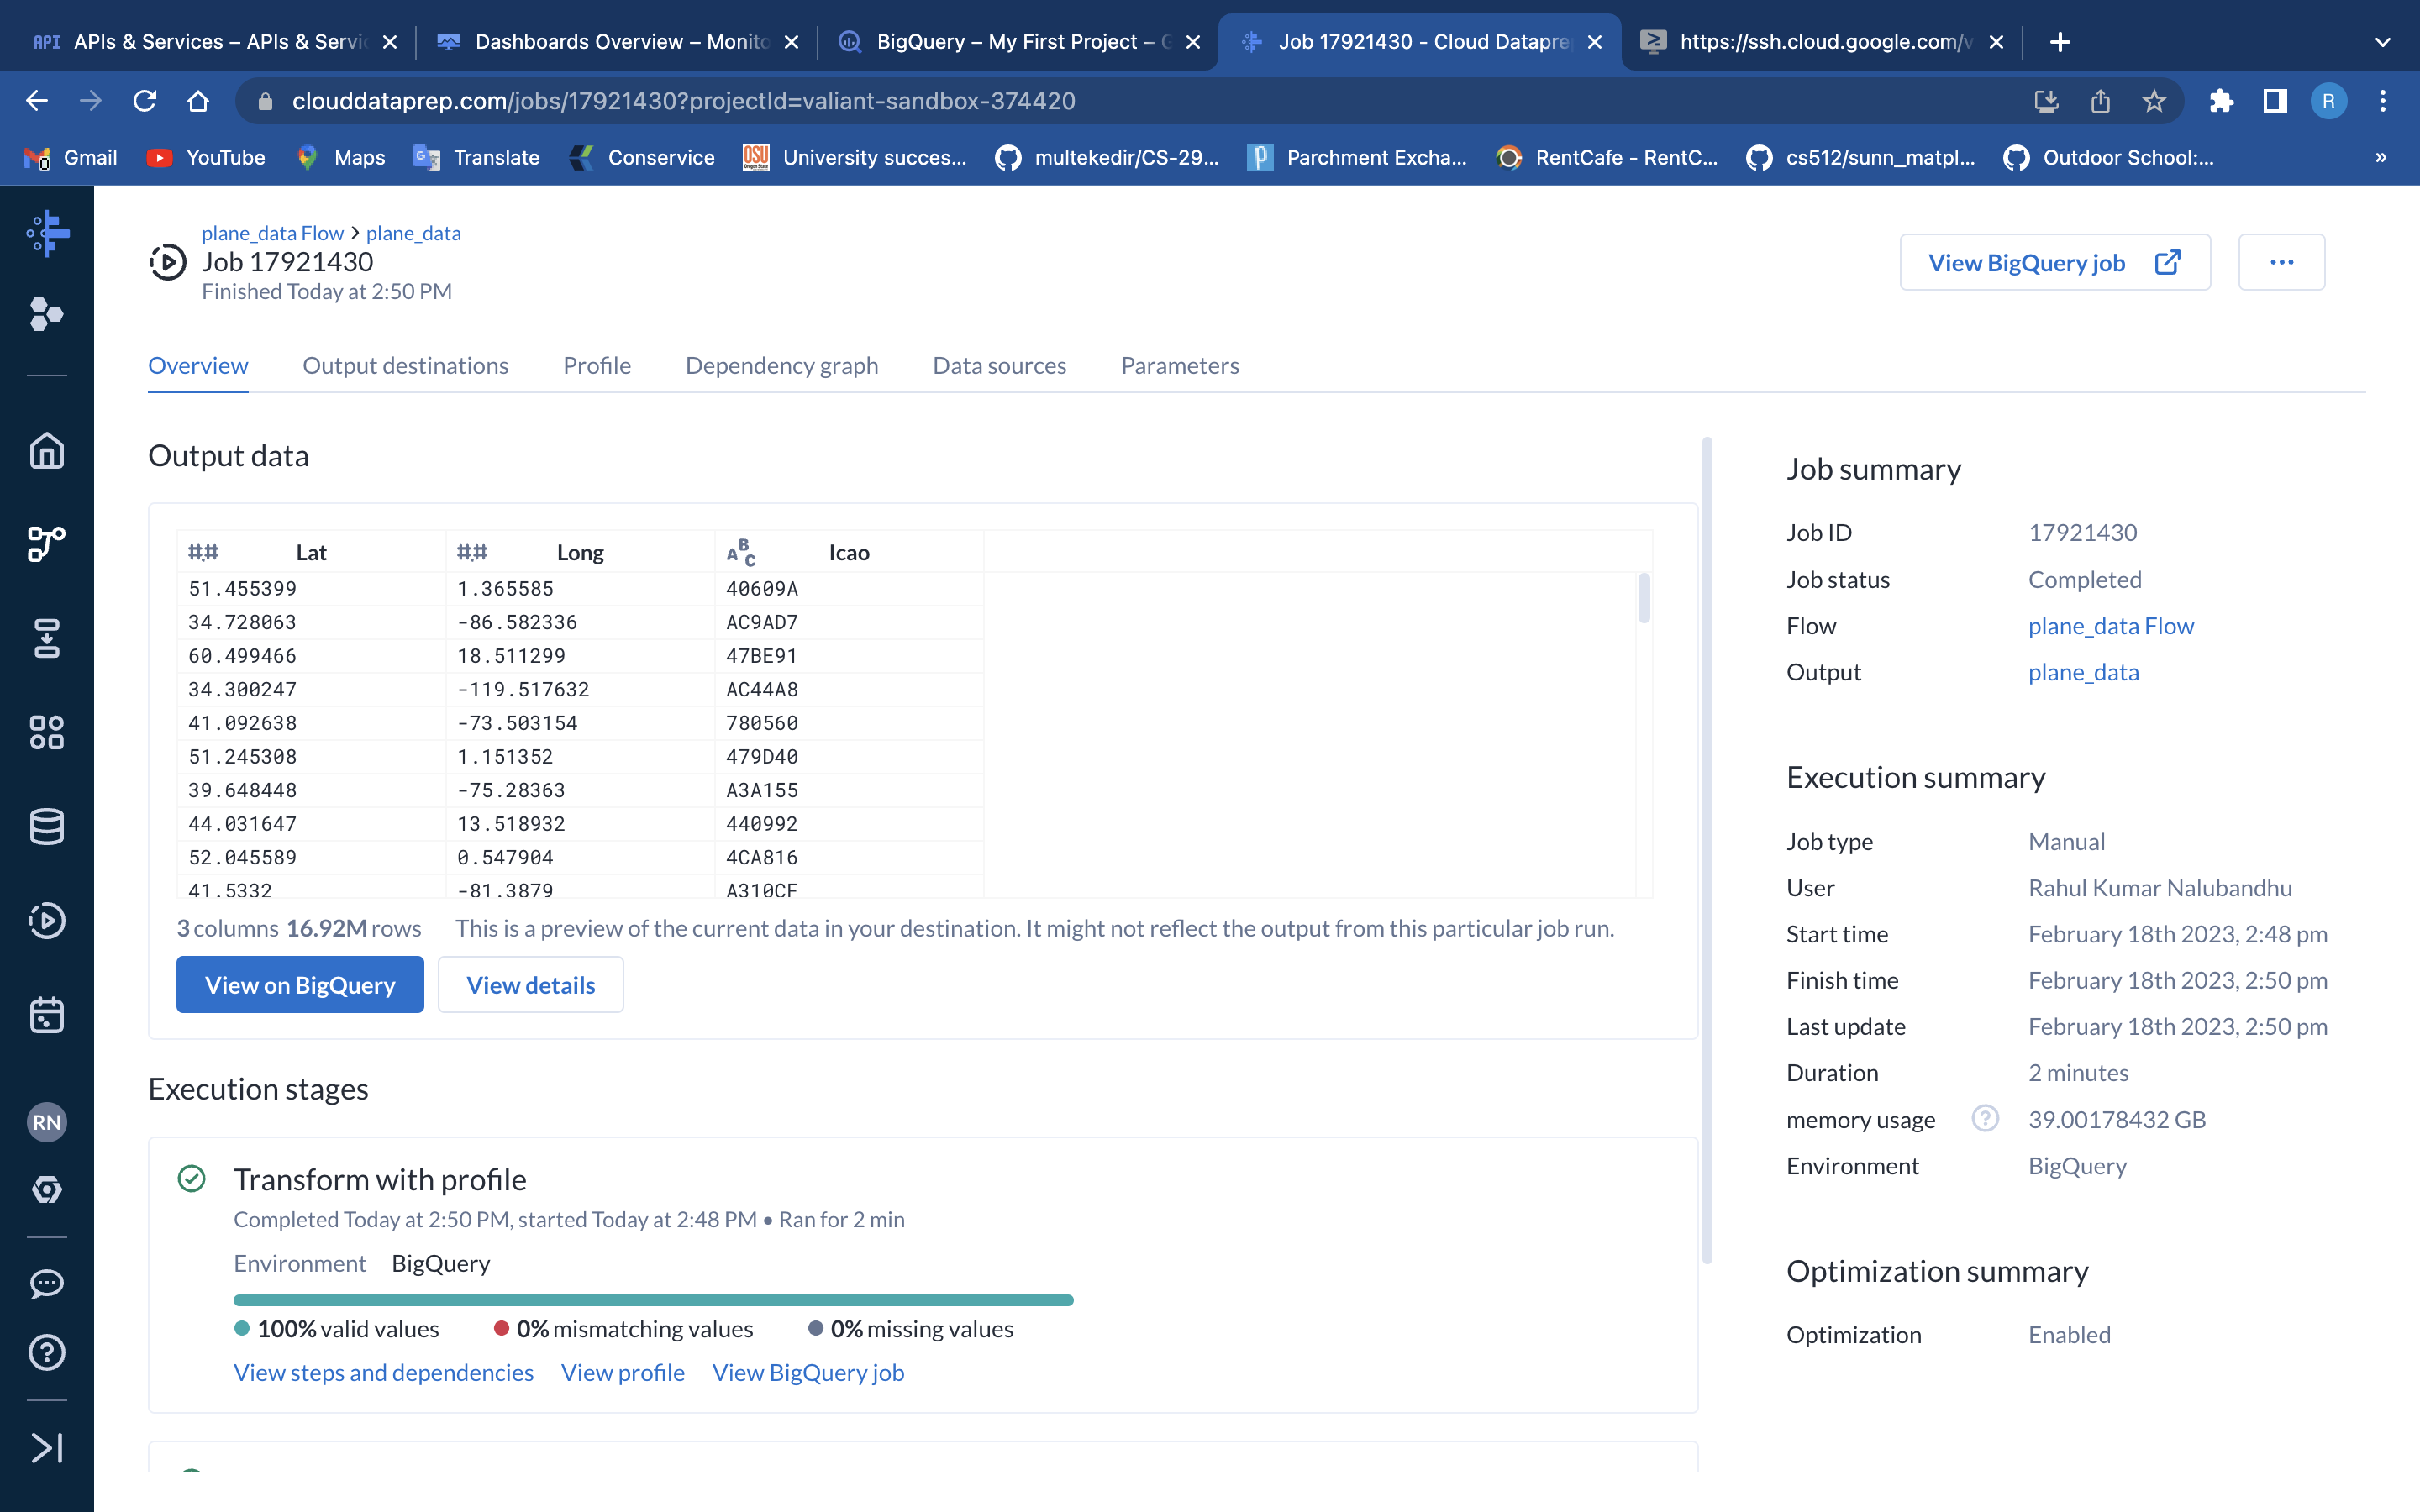 API APIs & Services – APIs & Servi
Dashboards Overview – Monito
BigQuery – My First Project – G
Job 17921430 - Cloud Datapre
https://ssh.cloud.google.com/v
clouddataprep.com/jobs/17921430?projectId=valiant-sandbox-374420
R
Gmail YouTube Maps Translate Conservice University succes... multekedir/CS-29... Parchment Excha... RentCafe - RentC... cs512/sunn_matpl... Outdoor School:... »
plane_data Flow > plane_data
Job 17921430
Finished Today at 2:50 PM
View BigQuery job
...
Overview Output destinations Profile Dependency graph Data sources Parameters
Output data
##  Lat ##  Long ABC Icao
51.455399 1.365585 40609A
34.728063 -86.582336 AC9AD7
60.499466 18.511299 47BE91
34.300247 -119.517632 AC44A8
41.092638 -73.503154 780560
51.245308 1.151352 479D40
39.648448 -75.28363 A3A155
44.031647 13.518932 440992
52.045589 0.547904 4CA816
41.5332 -81.3879 A310CF
3 columns 16.92M rows This is a preview of the current data in your destination. It might not reflect the output from this particular job run.
View on BigQuery View details
Execution stages
Transform with profile
Completed Today at 2:50 PM, started Today at 2:48 PM • Ran for 2 min
Environment BigQuery
100% valid values 0% mismatching values 0% missing values
View steps and dependencies View profile View BigQuery job
Job summary
Job ID 17921430
Job status Completed
Flow plane_data Flow
Output plane_data
Execution summary
Job type Manual
User Rahul Kumar Nalubandhu
Start time February 18th 2023, 2:48 pm
Finish time February 18th 2023, 2:50 pm
Last update February 18th 2023, 2:50 pm
Duration 2 minutes
memory usage ? 39.00178432 GB
Environment BigQuery
Optimization summary
Optimization Enabled
RN